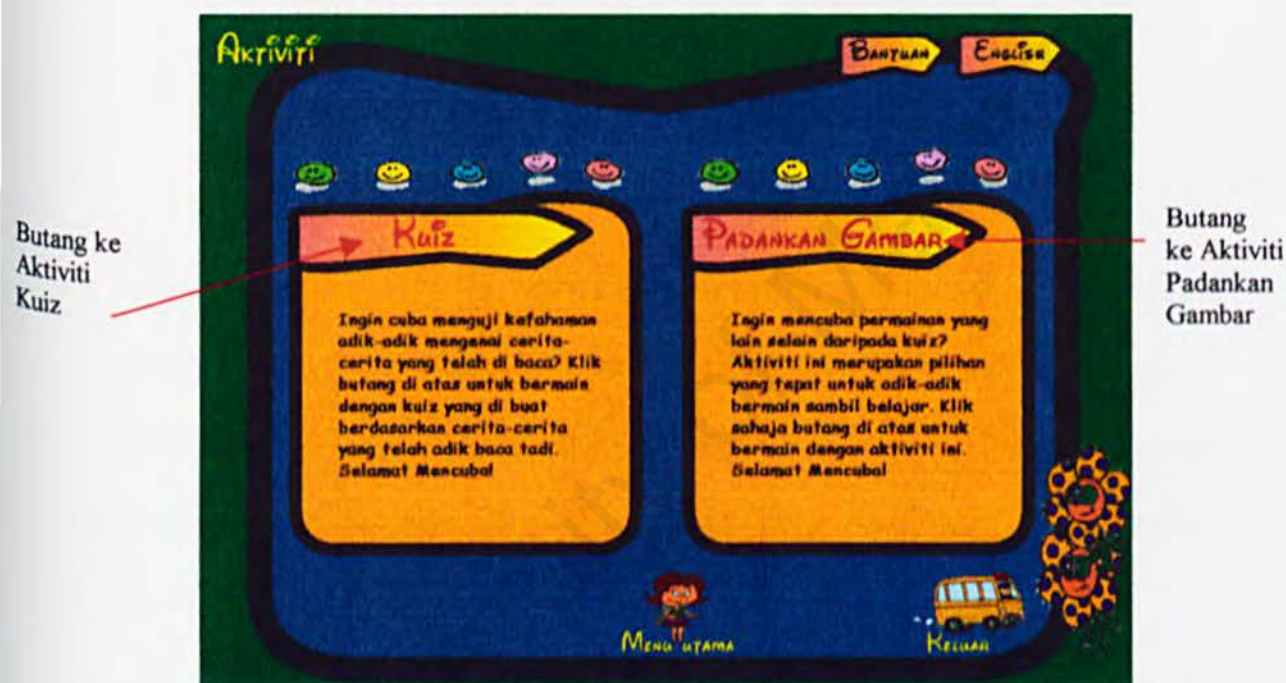 Aktiviti
Bantuan
English
Kuiz
Padankan Gambar
Butang ke
Aktiviti
Kuiz
Butang
ke Aktiviti
Padankan
Gambar
Ingin cuba menguji kefahaman
adik-adik mengenai cerita-
cerita yang telah di baca? Klik
butang di atas untuk bermain
dengan kuiz yang di buat
berdasarkan cerita-cerita
yang telah adik baca tadi.
Selamat Mencuba!
Ingin mencuba permainan yang
lain selain daripada kuiz?
Aktiviti ini merupakan pilihan
yang tepat untuk adik-adik
bermain sambil belajar. Klik
sahaja butang di atas untuk
bermain dengan aktiviti ini.
Selamat Mencuba!
Menu utama
Keluar